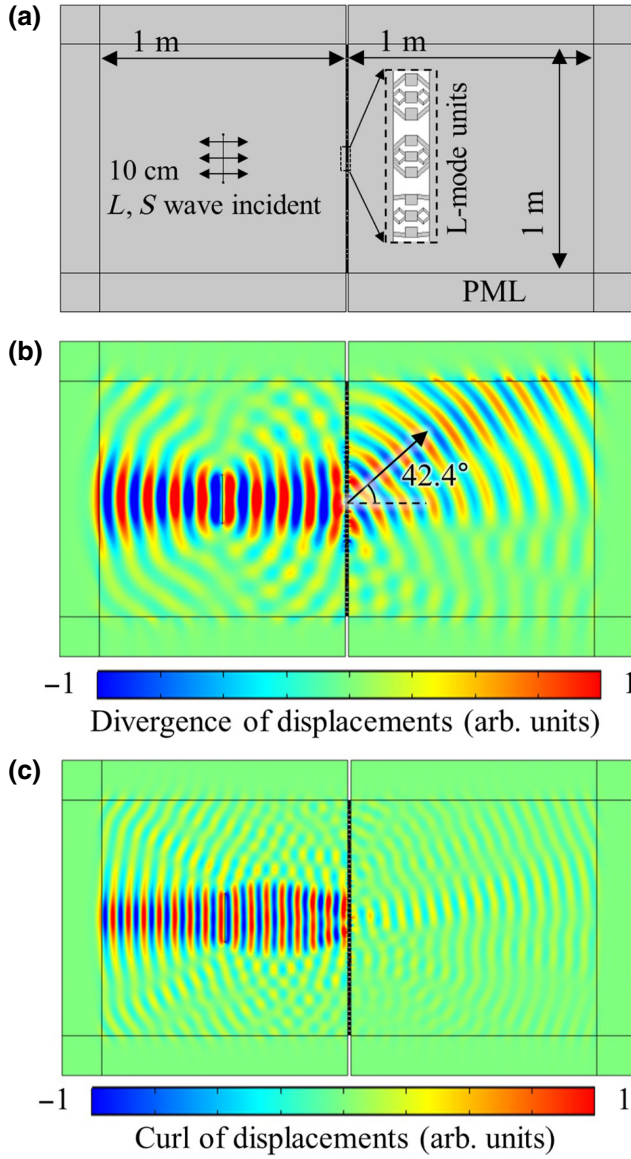 (a)
1 m
1 m
10 cm
L, S wave incident
L-mode units
1 m
PML
(b)
42.4°
−1
1
Divergence of displacements (arb. units)
(c)
−1
1
Curl of displacements (arb. units)